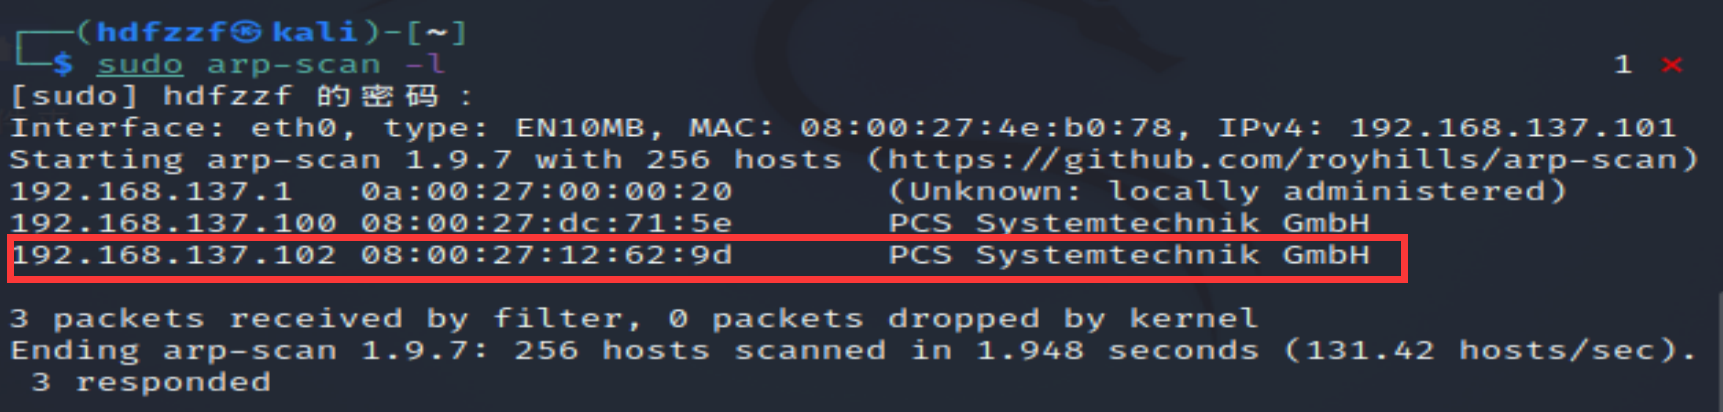 ┌──(hdfzzf㉿kali)-[~]
└─$ sudo arp-scan -l 1 ⨯
[sudo] hdfzzf 的密码：
Interface: eth0, type: EN10MB, MAC: 08:00:27:4e:b0:78, IPv4: 192.168.137.101
Starting arp-scan 1.9.7 with 256 hosts (https://github.com/royhills/arp-scan)
192.168.137.1 0a:00:27:00:00:20 (Unknown: locally administered)
192.168.137.100 08:00:27:dc:71:5e PCS Systemtechnik GmbH
192.168.137.102 08:00:27:12:62:9d PCS Systemtechnik GmbH
3 packets received by filter, 0 packets dropped by kernel
Ending arp-scan 1.9.7: 256 hosts scanned in 1.948 seconds (131.42 hosts/sec).
3 responded